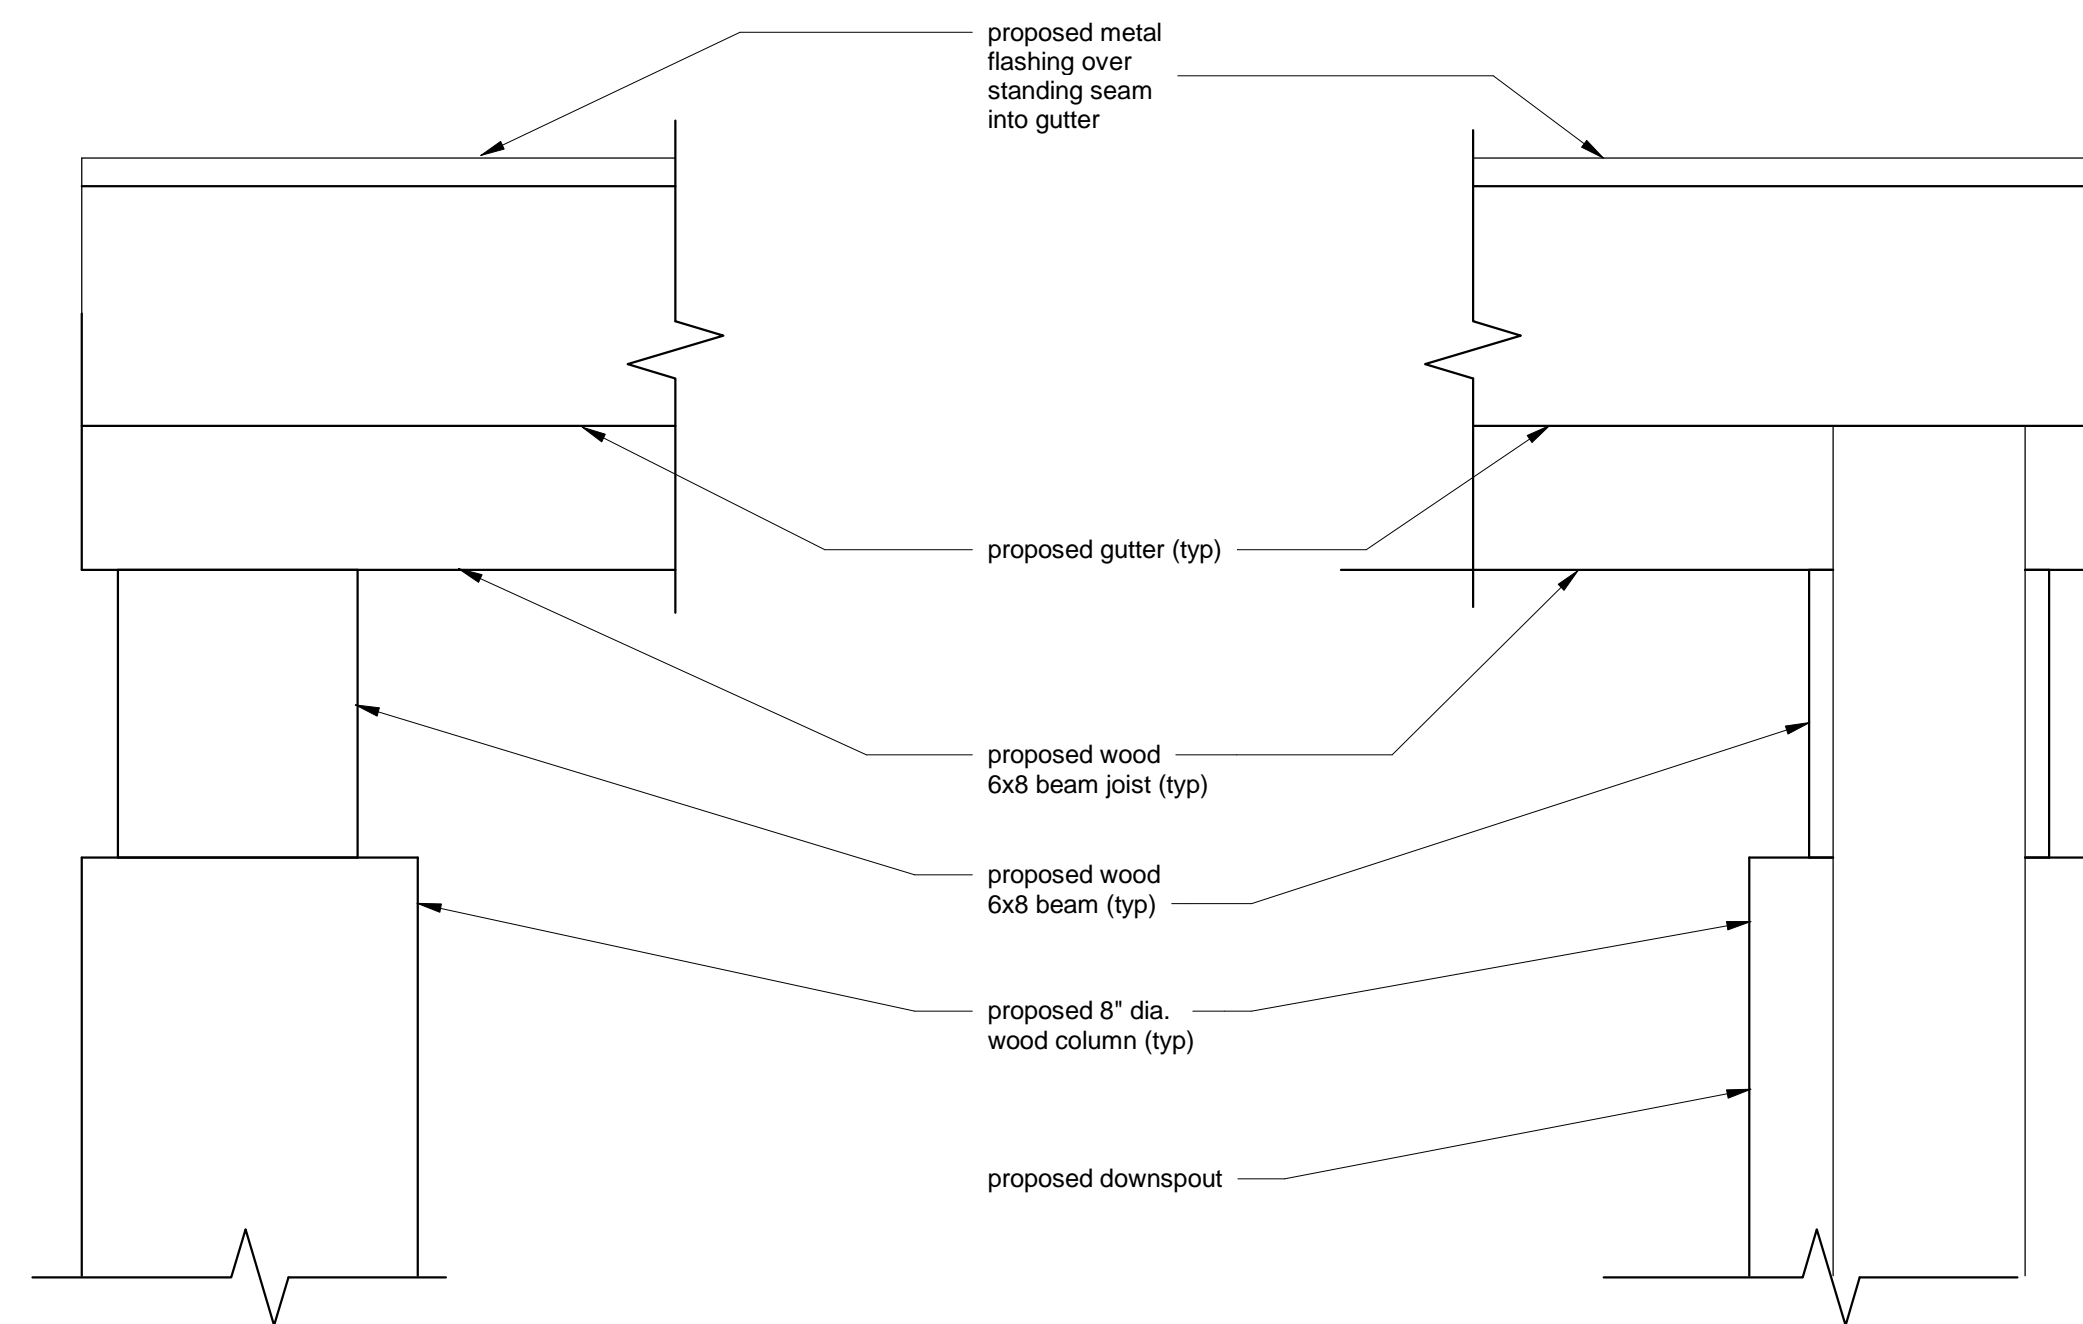 proposed metal
flashing over
standing seam
into gutter
proposed gutter (typ)
proposed wood
6x8 beam joist (typ)
proposed wood
6x8 beam (typ)
proposed 8" dia.
wood column (typ)
proposed downspout